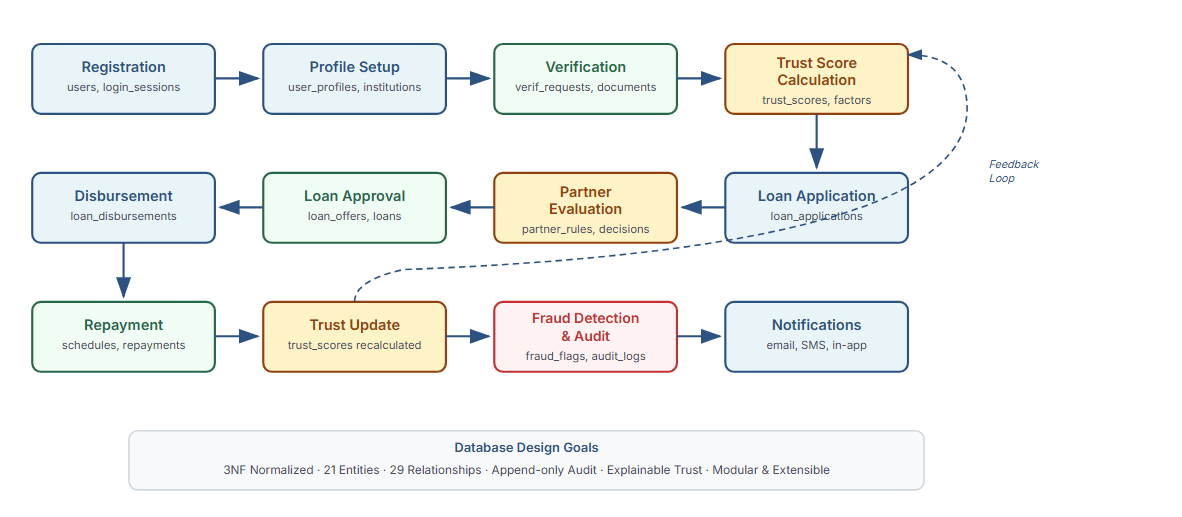 Registration
users, login_sessions
Profile Setup
user_profiles, institutions
Verification
verif_requests, documents
Trust Score
Calculation
trust_scores, factors
Feedback
Loop
Disbursement
loan_disbursements
Loan Approval
loan_offers, loans
Partner
Evaluation
partner_rules, decisions
Loan Application
loan_applications
Repayment
schedules, repayments
Trust Update
trust_scores recalculated
Fraud Detection
& Audit
fraud_flags, audit_logs
Notifications
email, SMS, in-app
Database Design Goals
3NF Normalized · 21 Entities · 29 Relationships · Append-only Audit · Explainable Trust · Modular & Extensible